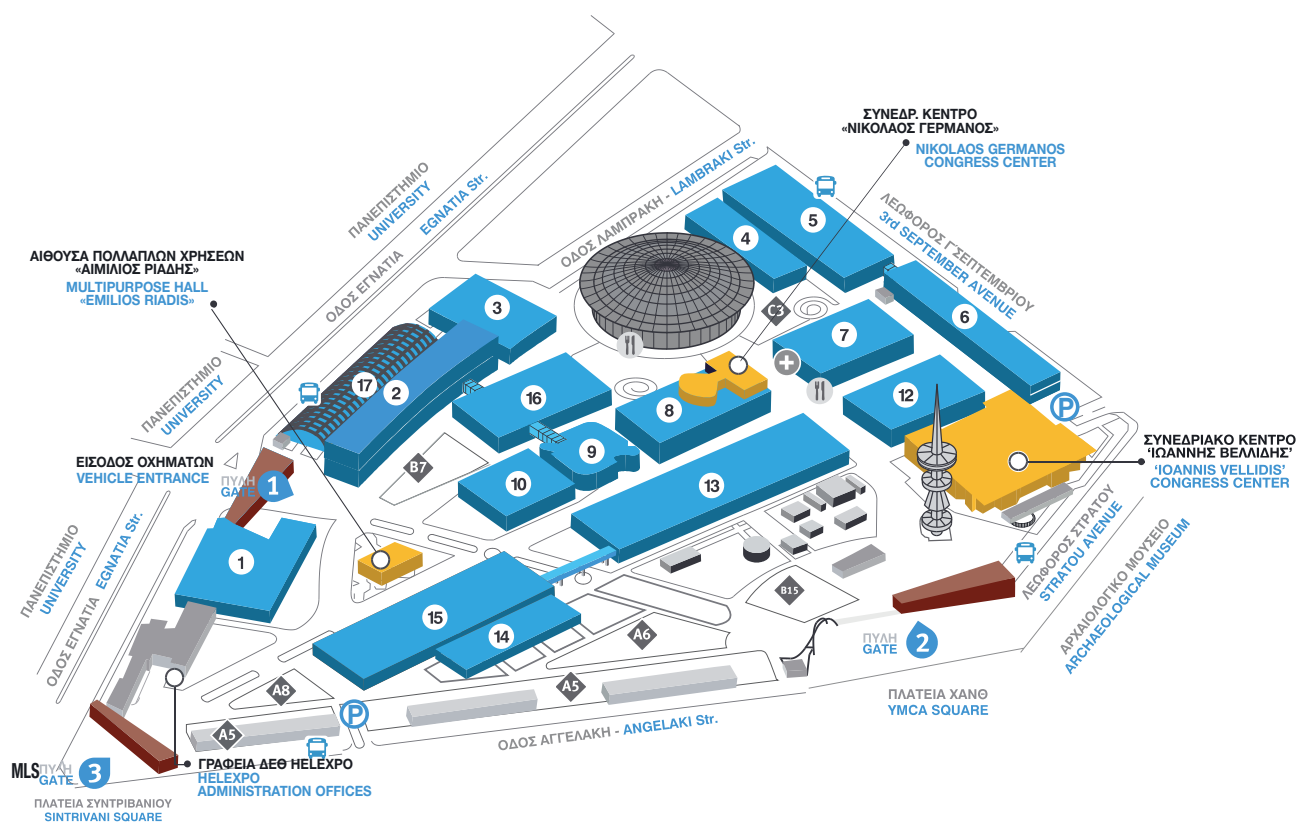 ΣΥΝΕΔΡ. ΚΕΝΤΡΟ
«ΝΙΚΟΛΑΟΣ ΓΕΡΜΑΝΟΣ»
NIKOLAOS GERMANOS
CONGRESS CENTER
ΠΑΝΕΠΙΣΤΗΜΙΟ
UNIVERSITY
EGNATIA Str.
ΟΔΟΣ ΕΓΝΑΤΙΑ
ΟΔΟΣ ΛΑΜΠΡΑΚΗ - LAMBRAKI Str.
ΛΕΩΦΟΡΟΣ Γ'ΣΕΠΤΕΜΒΡΙΟΥ
3rd SEPTEMBER AVENUE
ΑΙΘΟΥΣΑ ΠΟΛΛΑΠΛΩΝ ΧΡΗΣΕΩΝ
«ΑΙΜΙΛΙΟΣ ΡΙΑΔΗΣ»
MULTIPURPOSE HALL
«EMILIOS RIADIS»
5
4
C3
6
3
7
17
2
16
12
8
P
ΠΑΝΕΠΙΣΤΗΜΙΟ
UNIVERSITY
ΕΙΣΟΔΟΣ ΟΧΗΜΑΤΩΝ
VEHICLE ENTRANCE
ΠΥΛΗ
GATE 1
B7
9
10
13
ΣΥΝΕΔΡΙΑΚΟ ΚΕΝΤΡΟ
'ΙΩΑΝΝΗΣ ΒΕΛΛΙΔΗΣ'
'IOANNIS VELLIDIS'
CONGRESS CENTER
ΠΑΝΕΠΙΣΤΗΜΙΟ
UNIVERSITY
EGNATIA Str.
ΟΔΟΣ ΕΓΝΑΤΙΑ
1
15
14
B15
A6
ΛΕΩΦΟΡΟΣ ΣΤΡΑΤΟΥ
STRATOU AVENUE
ΑΡΧΑΙΟΛΟΓΙΚΟ ΜΟΥΣΕΙΟ
ARCHAEOLOGICAL MUSEUM
ΠΥΛΗ
GATE 2
A8
A5
A5
P
ΠΛΑΤΕΙΑ ΧΑΝΘ
YMCA SQUARE
ΟΔΟΣ ΑΓΓΕΛΑΚΗ - ANGELAKI Str.
MLS
ΠΥΛΗ
GATE 3
ΓΡΑΦΕΙΑ ΔΕΘ HELEXPO
HELEXPO
ADMINISTRATION OFFICES
ΠΛΑΤΕΙΑ ΣΥΝΤΡΙΒΑΝΙΟΥ
SINTRIVANI SQUARE